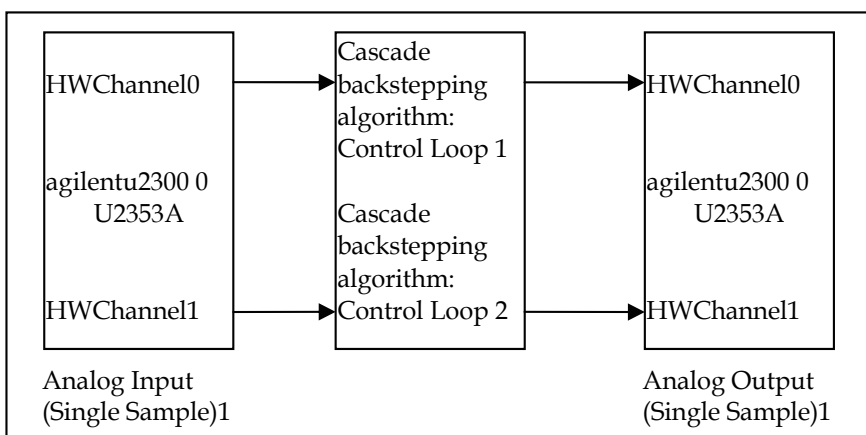 HWChannel0
agilentu2300 0
U2353A
HWChannel1
Analog Input
(Single Sample)1
Cascade
backstepping
algorithm:
Control Loop 1
Cascade
backstepping
algorithm:
Control Loop 2
HWChannel0
agilentu2300 0
U2353A
HWChannel1
Analog Output
(Single Sample)1